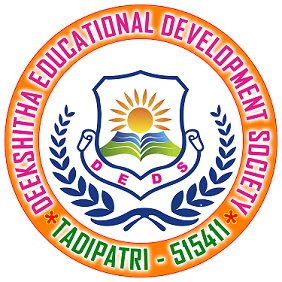 DEEKSHITHA EDUCATIONAL DEVELOPMENT SOCIETY
DEDS
* TADIPATRI - 515411 *